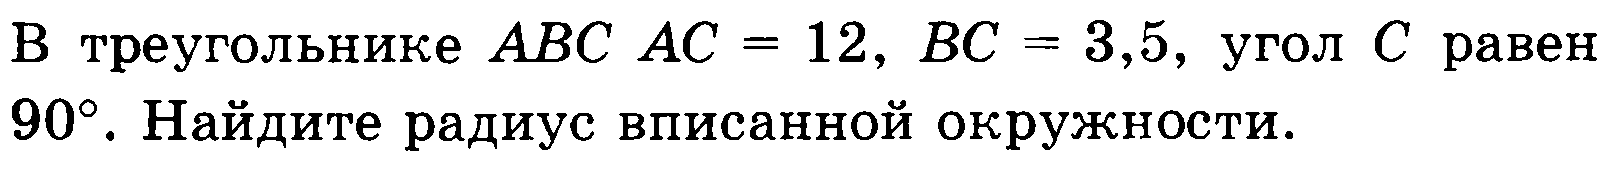 В треугольнике ABC AC = 12, BC = 3,5, угол C равен
90°. Найдите радиус вписанной окружности.